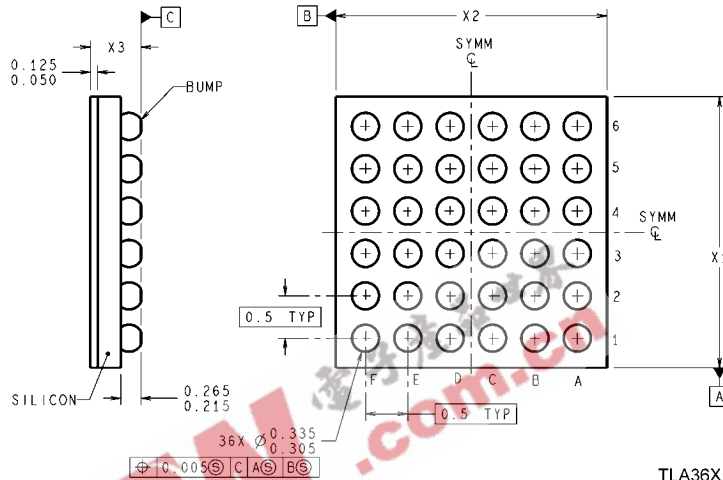 C
B
X2
X3
SYMM
℄
0.125
0.050
BUMP
6
5
4
SYMM
℄
3
X
2
0.5 TYP
1
F E D C B A
A
SILICON
0.265
0.215
0.5 TYP
36X Ø 0.335
0.305
⌖ 0.005Ⓢ C AⓈ BⓈ
.com.cn
TLA36X